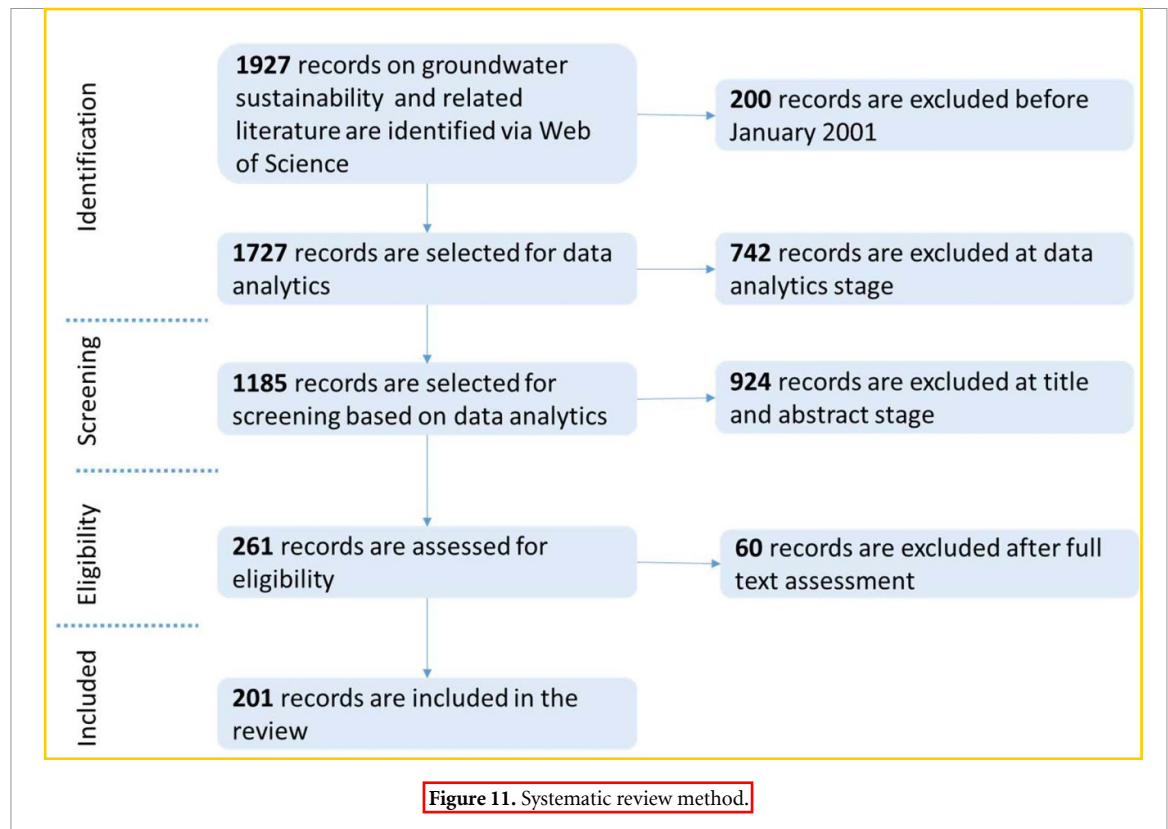 Identification
1927 records on groundwater
sustainability and related
literature are identified via Web
of Science
200 records are excluded before
January 2001
1727 records are selected for data
analytics
742 records are excluded at data
analytics stage
Screening
1185 records are selected for
screening based on data analytics
924 records are excluded at title
and abstract stage
Eligibility
261 records are assessed for
eligibility
60 records are excluded after full
text assessment
Included
201 records are included in the
review
Figure 11. Systematic review method.